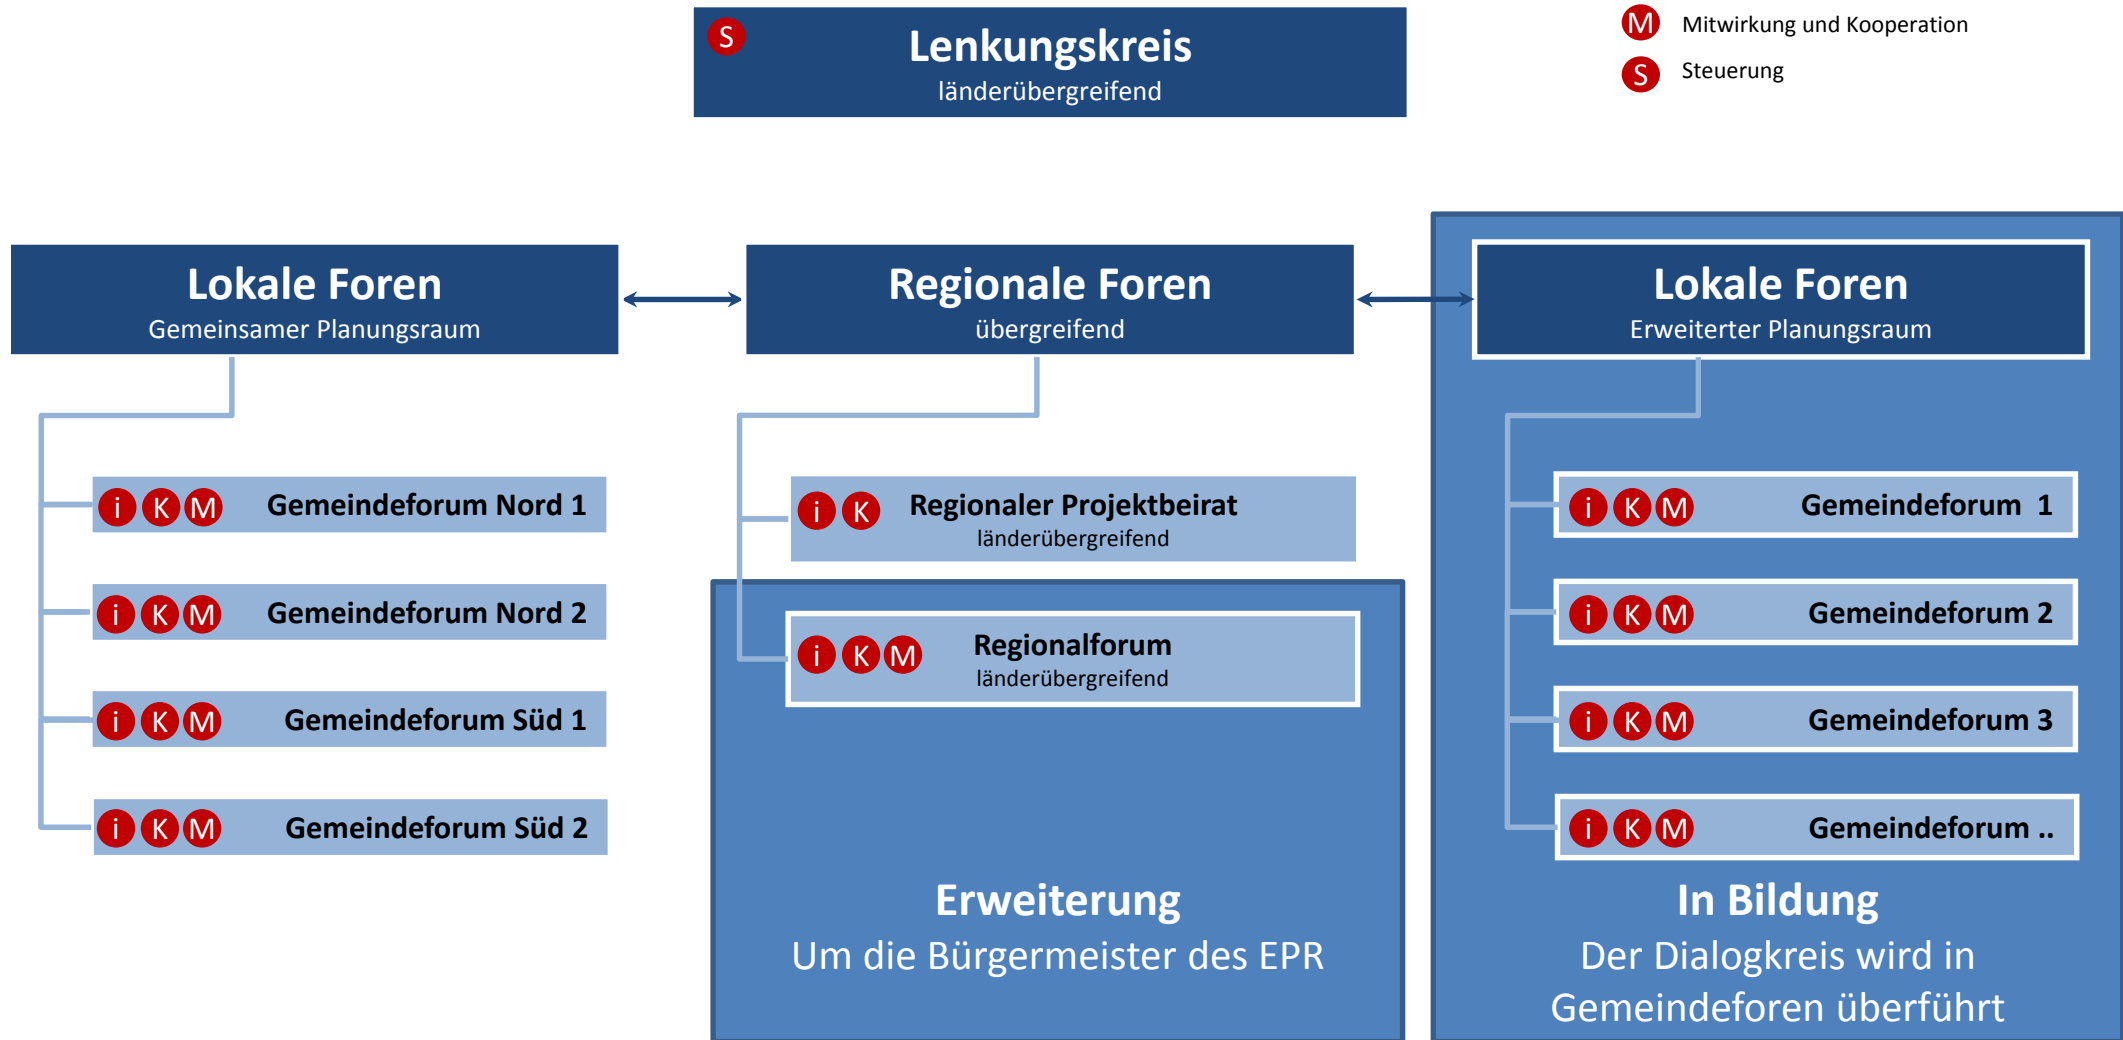 S
Lenkungskreis
länderübergreifend
M Mitwirkung und Kooperation
S Steuerung
Lokale Foren
Gemeinsamer Planungsraum
Regionale Foren
übergreifend
Lokale Foren
Erweiterter Planungsraum
i K M Gemeindeforum Nord 1
i K M Gemeindeforum Nord 2
i K M Gemeindeforum Süd 1
i K M Gemeindeforum Süd 2
i K Regionaler Projektbeirat
länderübergreifend
i K M Regionalforum
länderübergreifend
Erweiterung
Um die Bürgermeister des EPR
i K M Gemeindeforum 1
i K M Gemeindeforum 2
i K M Gemeindeforum 3
i K M Gemeindeforum ..
In Bildung
Der Dialogkreis wird in
Gemeindeforen überführt